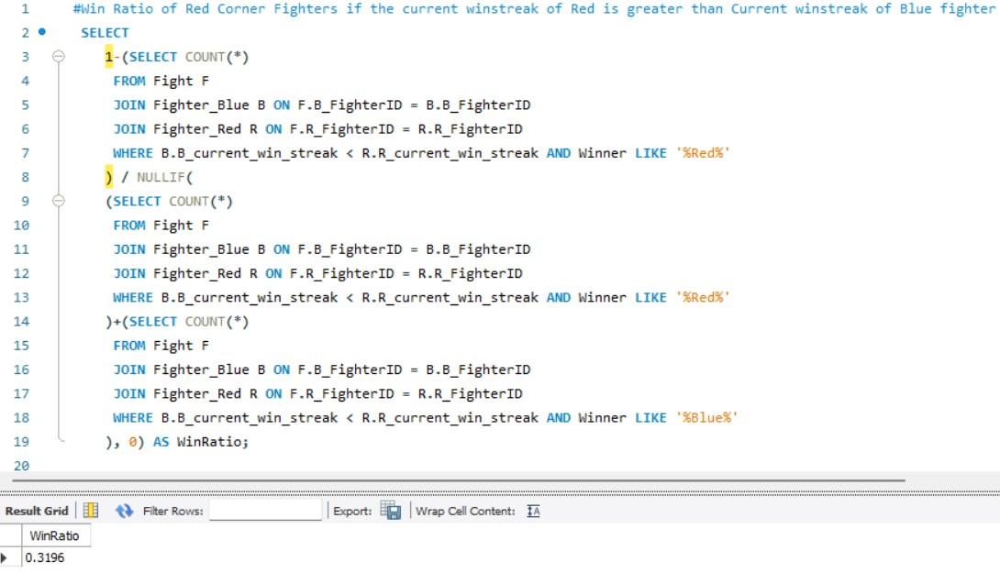 1 #Win Ratio of Red Corner Fighters if the current winstreak of Red is greater than Current winstreak of Blue fighter
2 SELECT
3 1-(SELECT COUNT(*)
4 FROM Fight F
5 JOIN Fighter_Blue B ON F.B_FighterID = B.B_FighterID
6 JOIN Fighter_Red R ON F.R_FighterID = R.R_FighterID
7 WHERE B.B_current_win_streak < R.R_current_win_streak AND Winner LIKE '%Red%'
8 ) / NULLIF(
9 (SELECT COUNT(*)
10 FROM Fight F
11 JOIN Fighter_Blue B ON F.B_FighterID = B.B_FighterID
12 JOIN Fighter_Red R ON F.R_FighterID = R.R_FighterID
13 WHERE B.B_current_win_streak < R.R_current_win_streak AND Winner LIKE '%Red%'
14 )+(SELECT COUNT(*)
15 FROM Fight F
16 JOIN Fighter_Blue B ON F.B_FighterID = B.B_FighterID
17 JOIN Fighter_Red R ON F.R_FighterID = R.R_FighterID
18 WHERE B.B_current_win_streak < R.R_current_win_streak AND Winner LIKE '%Blue%'
19 ), 0) AS WinRatio;
20
Result Grid Filter Rows: Export: Wrap Cell Content:
WinRatio
0.3196